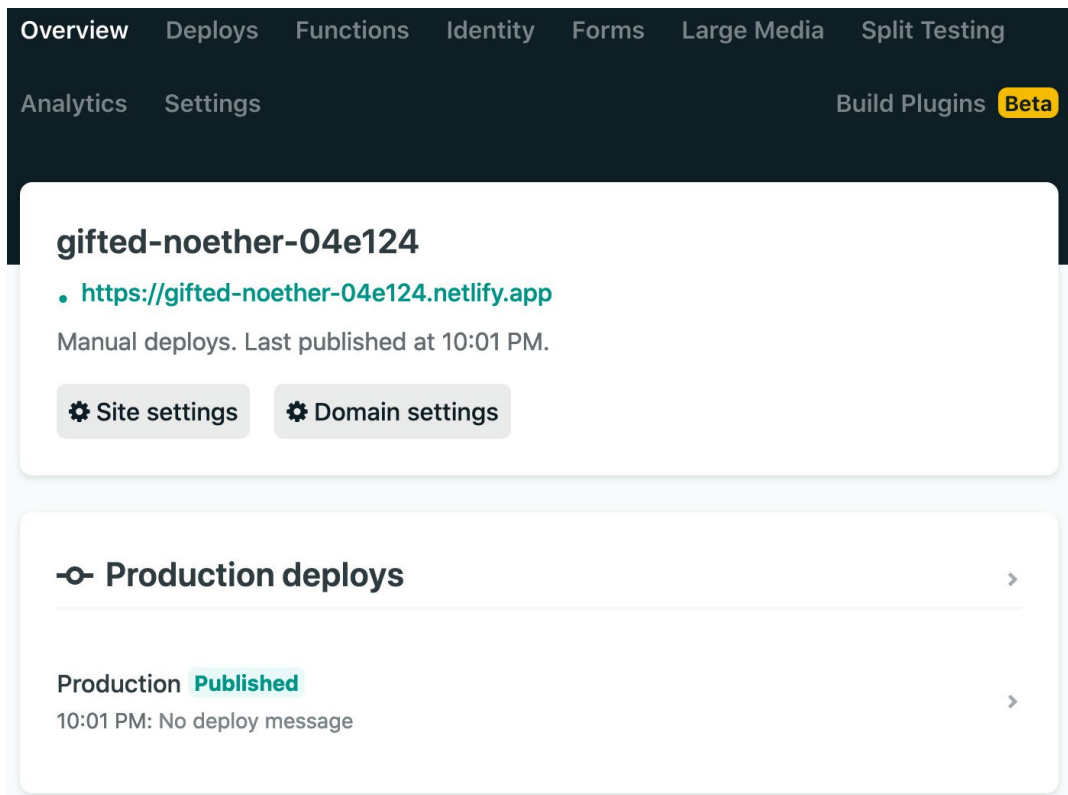 Overview Deploys Functions Identity Forms Large Media Split Testing
Analytics Settings Build Plugins Beta
gifted-noether-04e124
https://gifted-noether-04e124.netlify.app
Manual deploys. Last published at 10:01 PM.
Site settings Domain settings
Production deploys
Production Published
10:01 PM: No deploy message